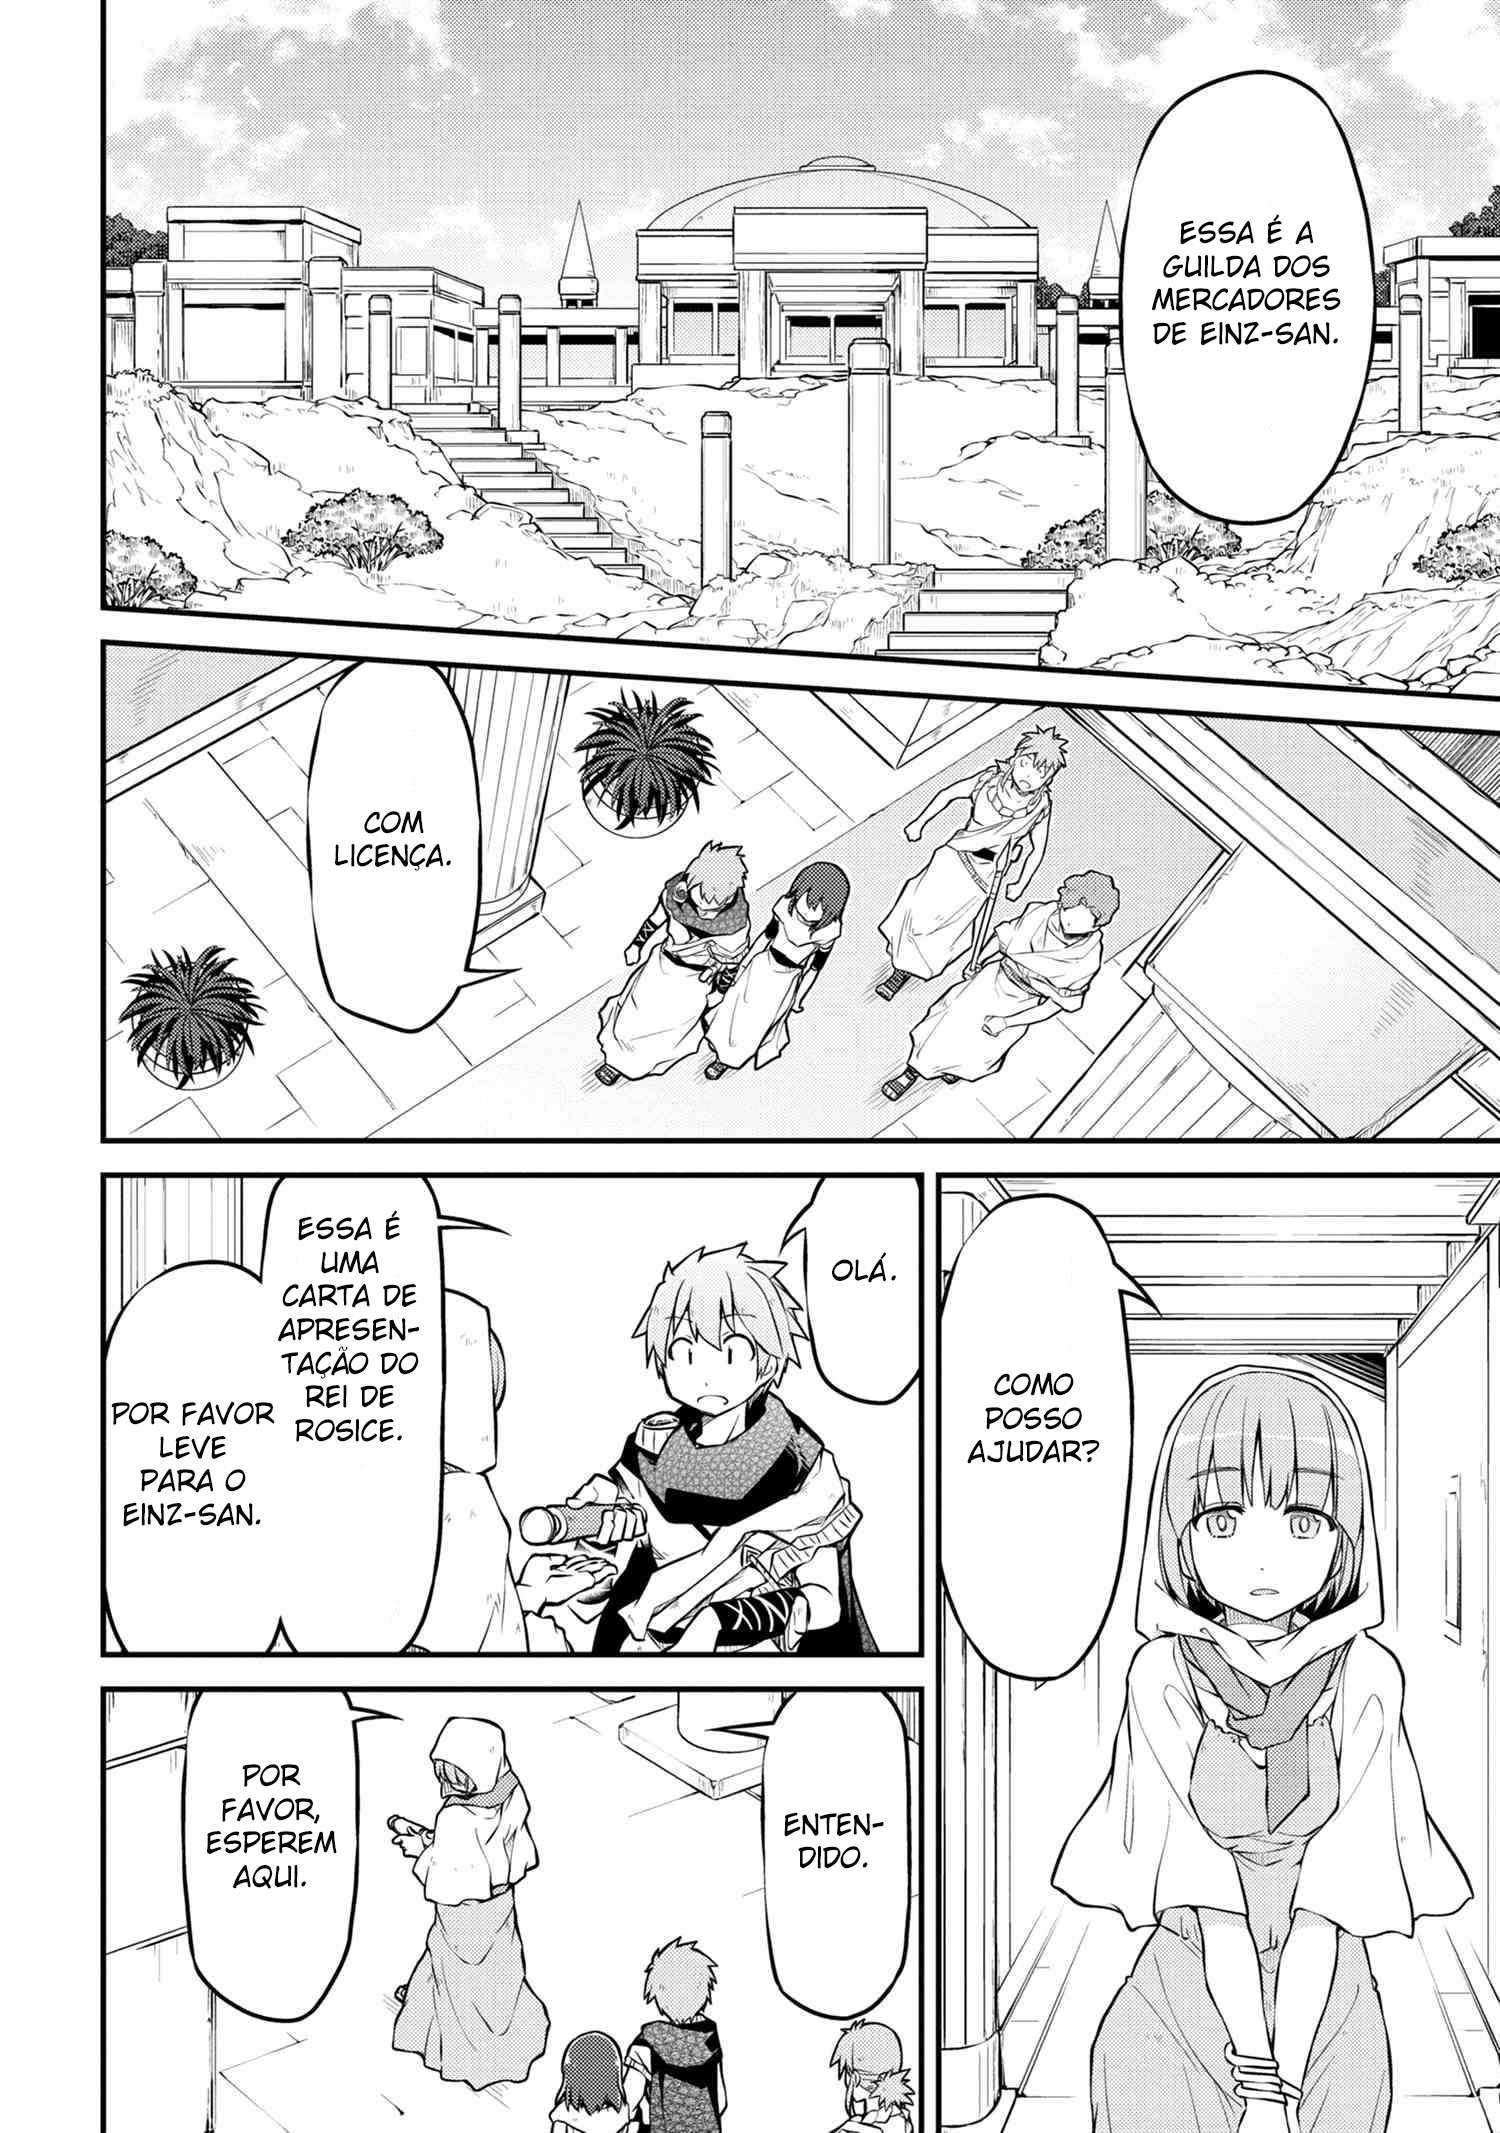 ESSA É A
GUILDA DOS
MERCADORES
DE EINZ-SAN.
COM
LICENÇA.
COMO
POSSO
AJUDAR?
OLÁ.
ESSA É
UMA
CARTA DE
APRESEN-
TAÇÃO DO
REI DE
ROSICE.
POR FAVOR
LEVE
PARA O
EINZ-SAN.
ENTEN-
DIDO.
POR
FAVOR,
ESPEREM
AQUI.